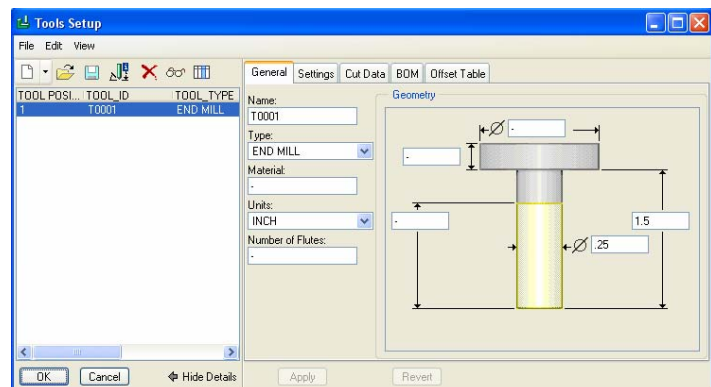 Tools Setup
File Edit View
General Settings Cut Data BOM Offset Table
TOOL POSI... TOOL_ID TOOL_TYPE
1 T0001 END MILL
Name:
T0001
Type:
END MILL
Material:
-
Units:
INCH
Number of Flutes:
-
Geometry
Ø -
-
- 1.5
Ø .25
OK Cancel Hide Details Apply Revert